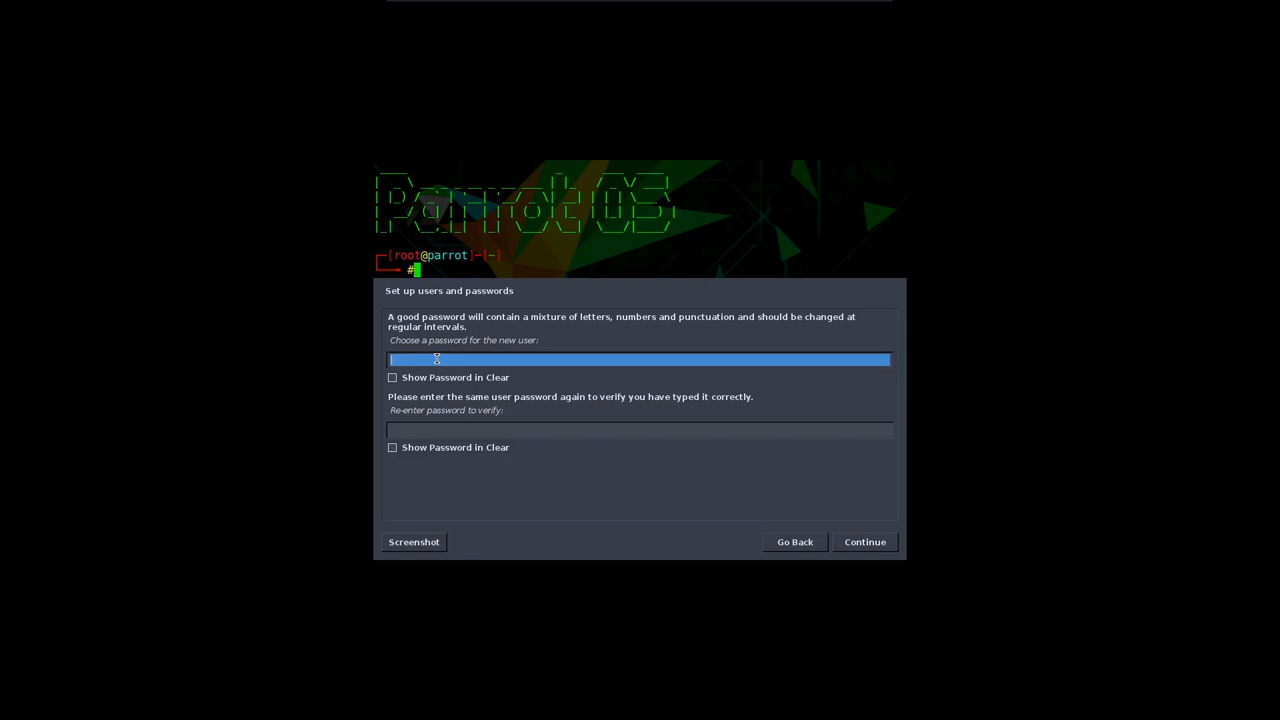 Parrot OS
┌─[root@parrot]─[~]
└──╼ #
Set up users and passwords
A good password will contain a mixture of letters, numbers and punctuation and should be changed at
regular intervals.
Choose a password for the new user:
Show Password in Clear
Please enter the same user password again to verify you have typed it correctly.
Re-enter password to verify:
Show Password in Clear
Screenshot Go Back Continue